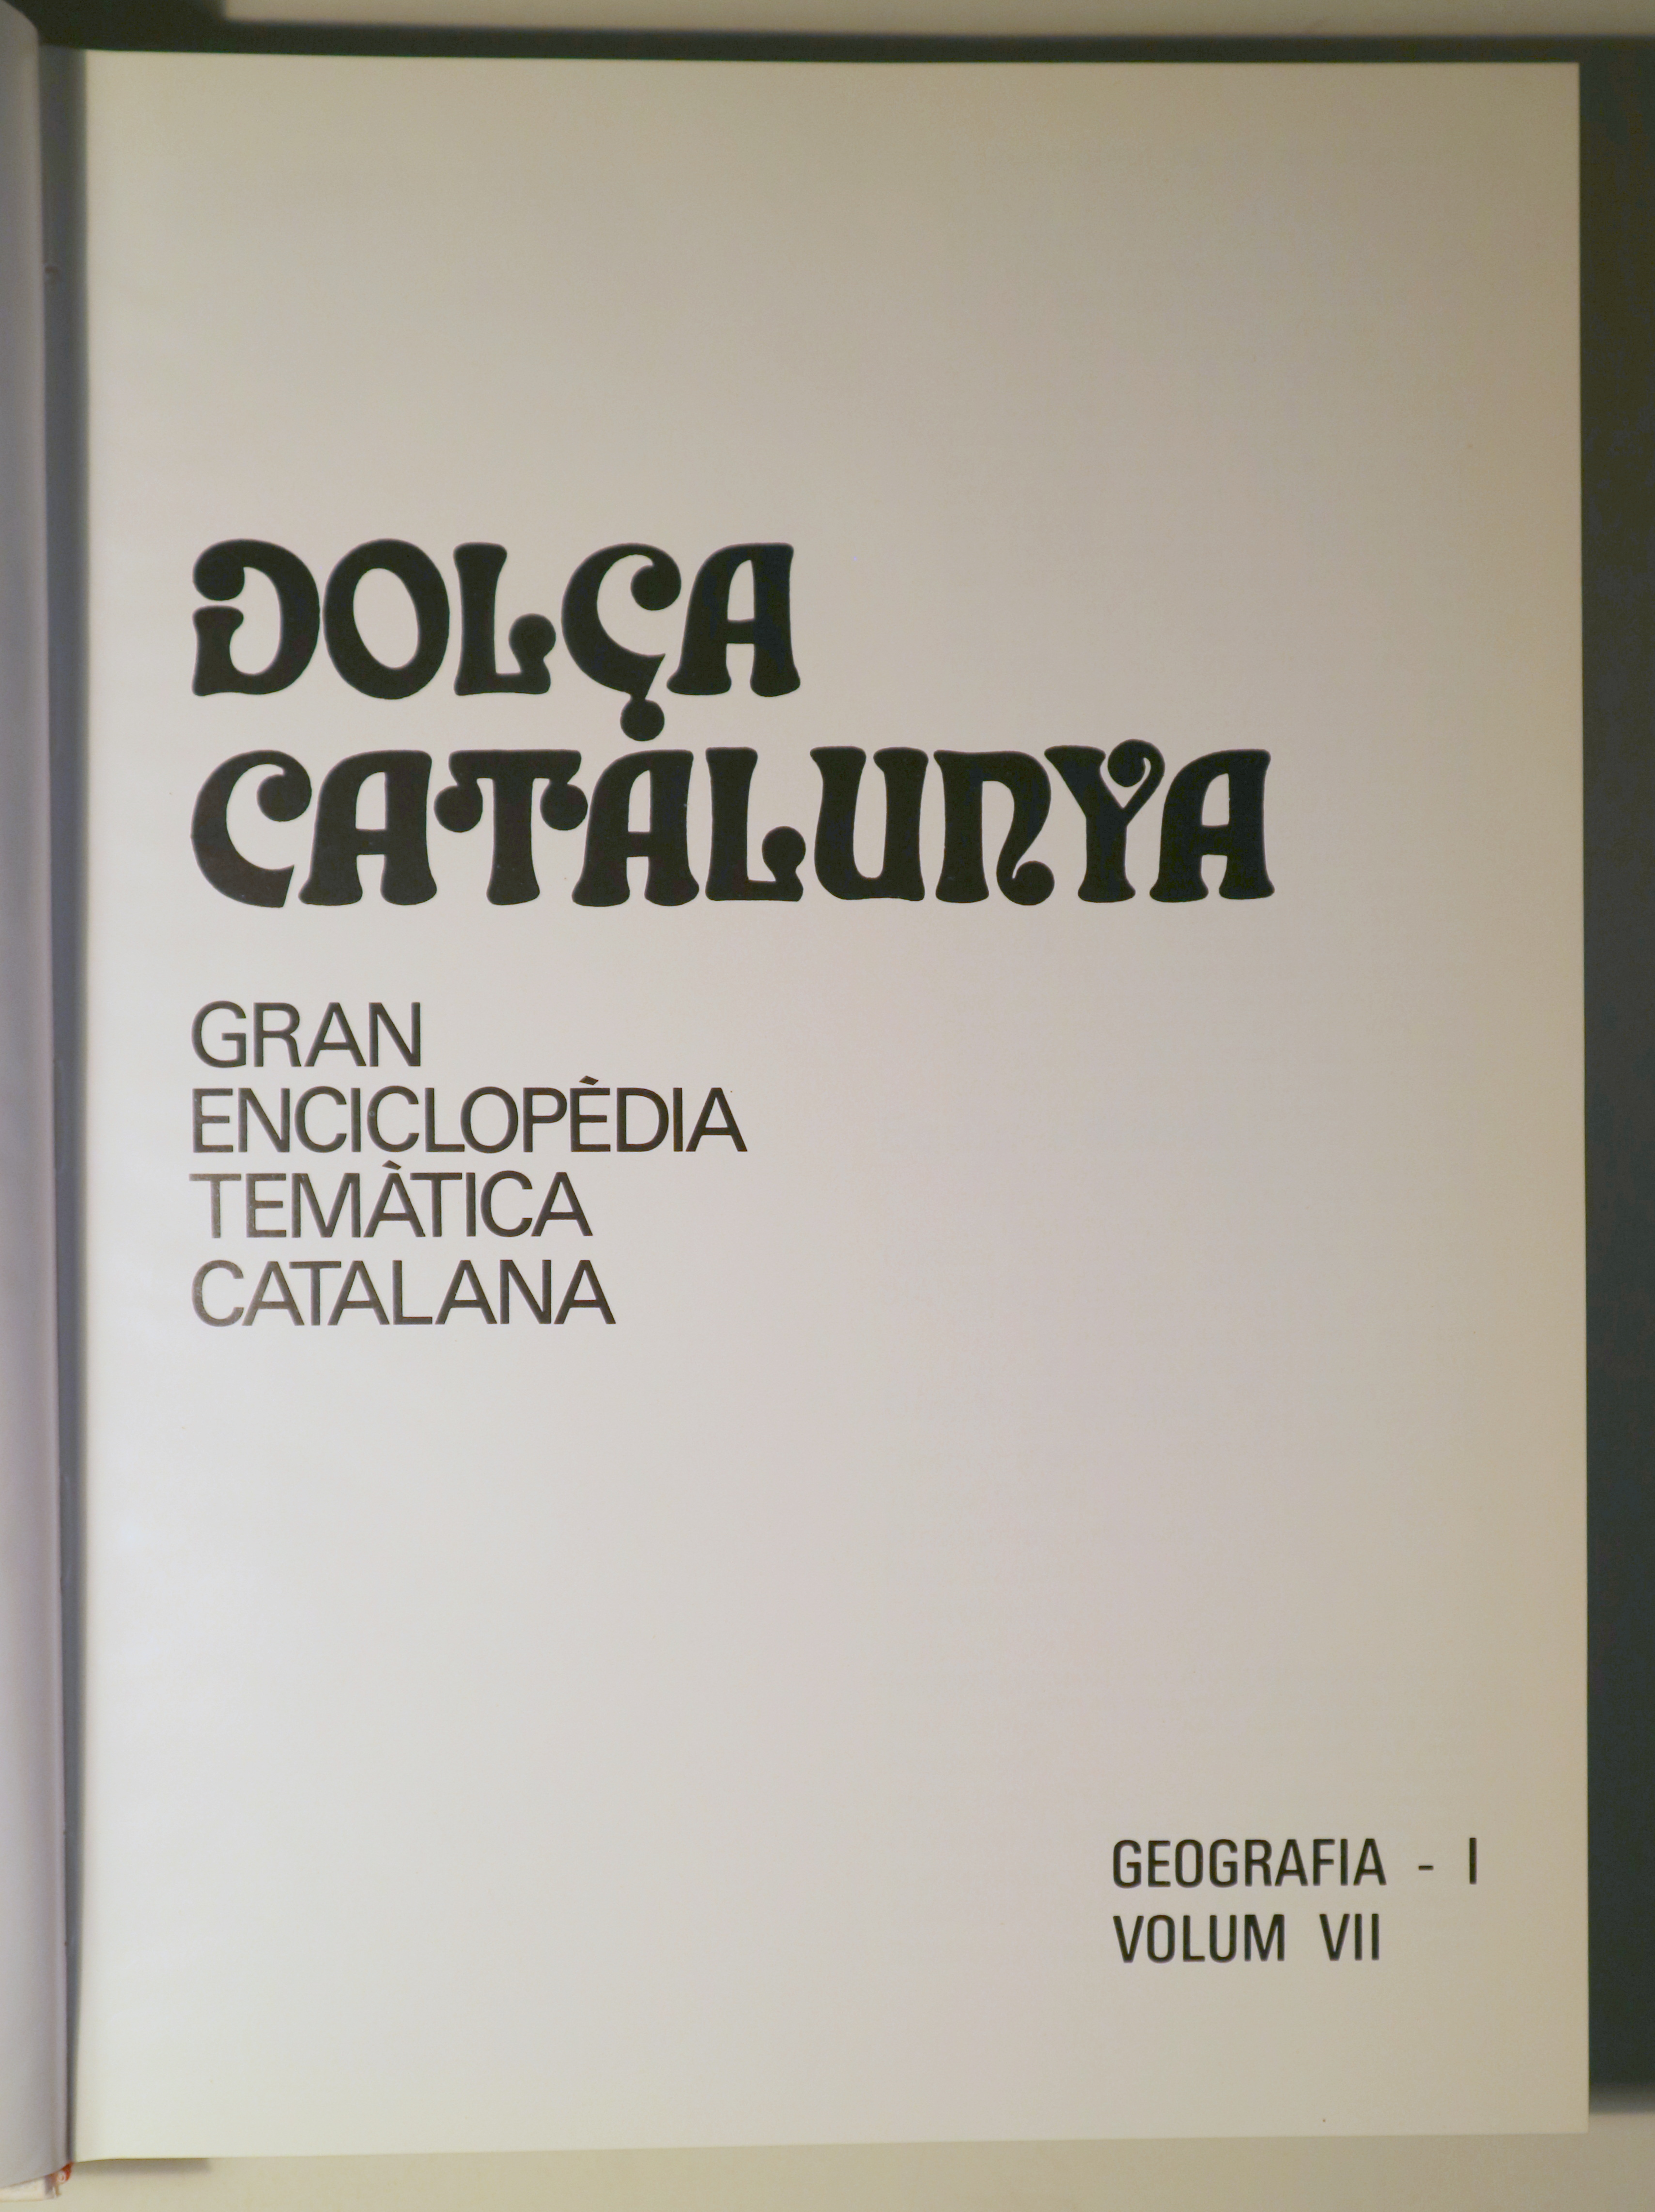 DOLÇA
CATALUNYA
GRAN
ENCICLOPÈDIA
TEMÀTICA
CATALANA
GEOGRAFIA - I
VOLUM VII